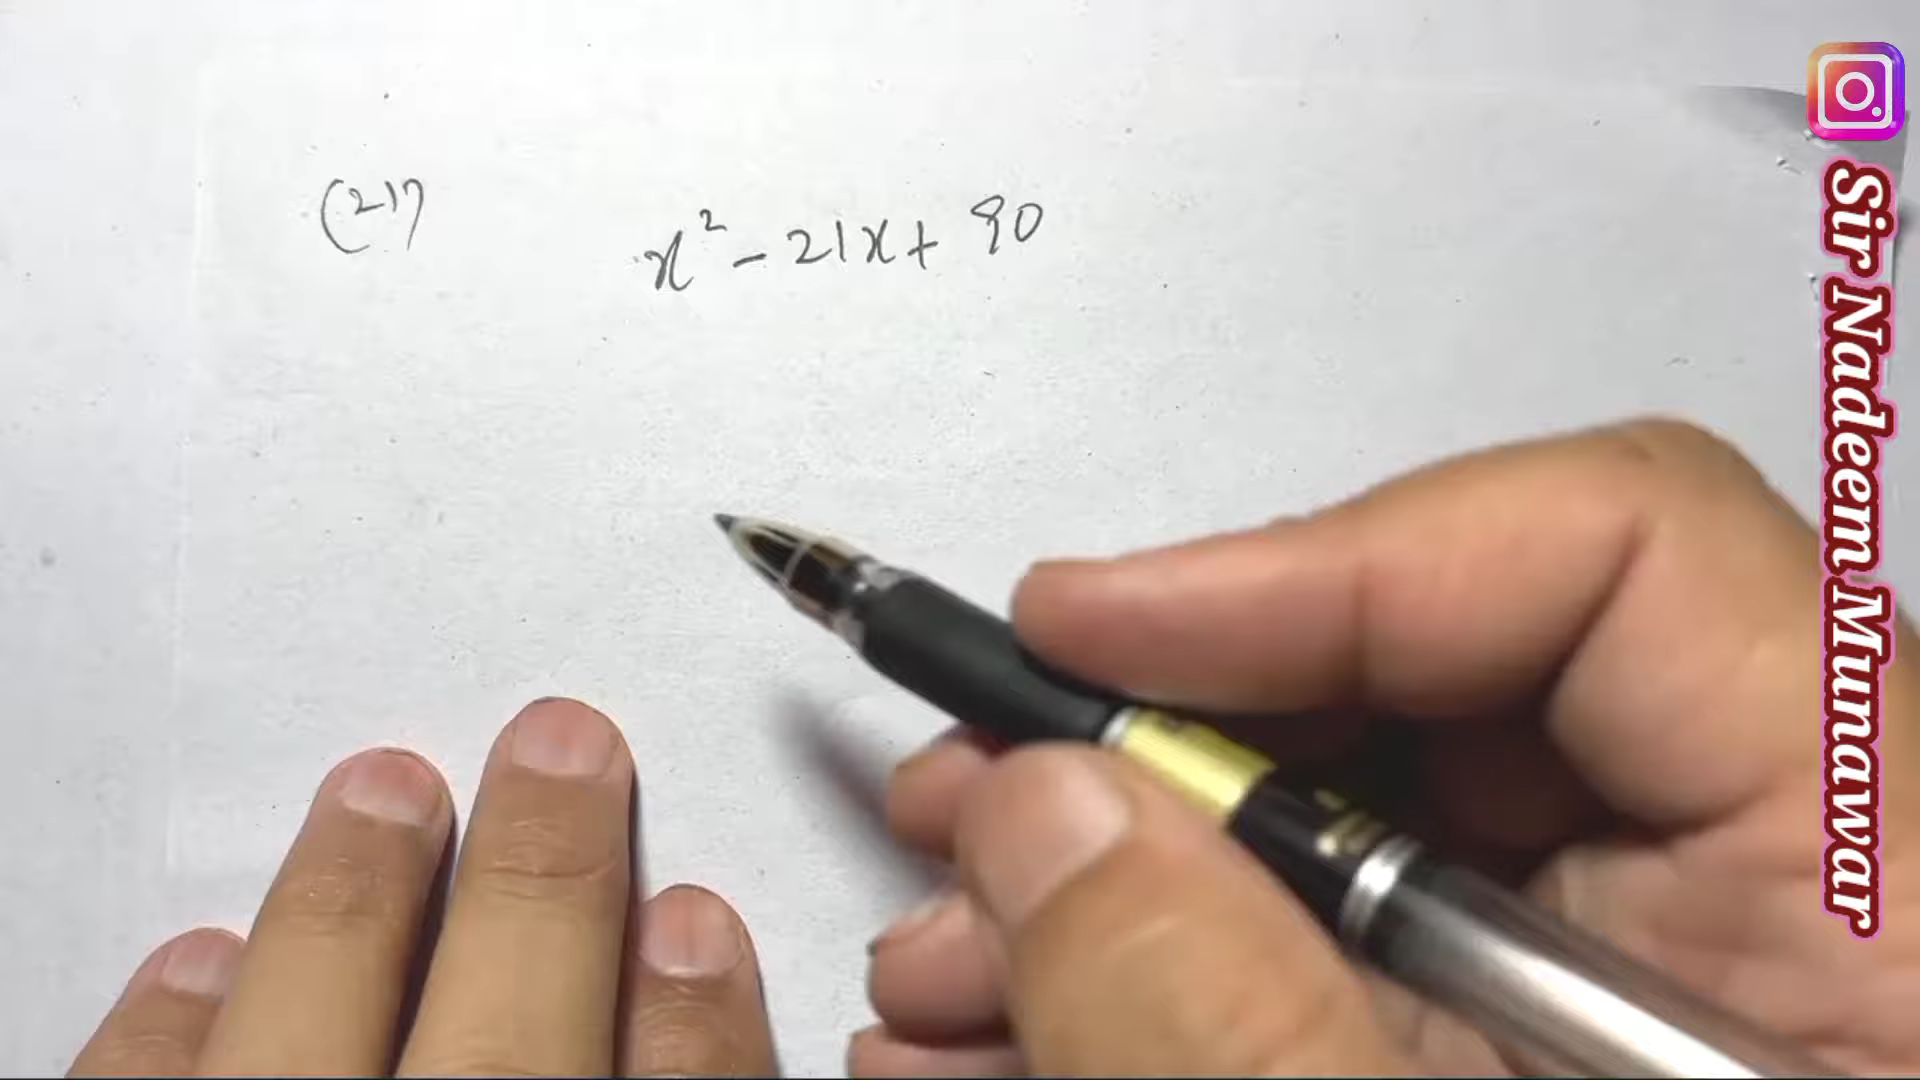 (21) x² - 21x + 90
Sir Nadeem Munawar